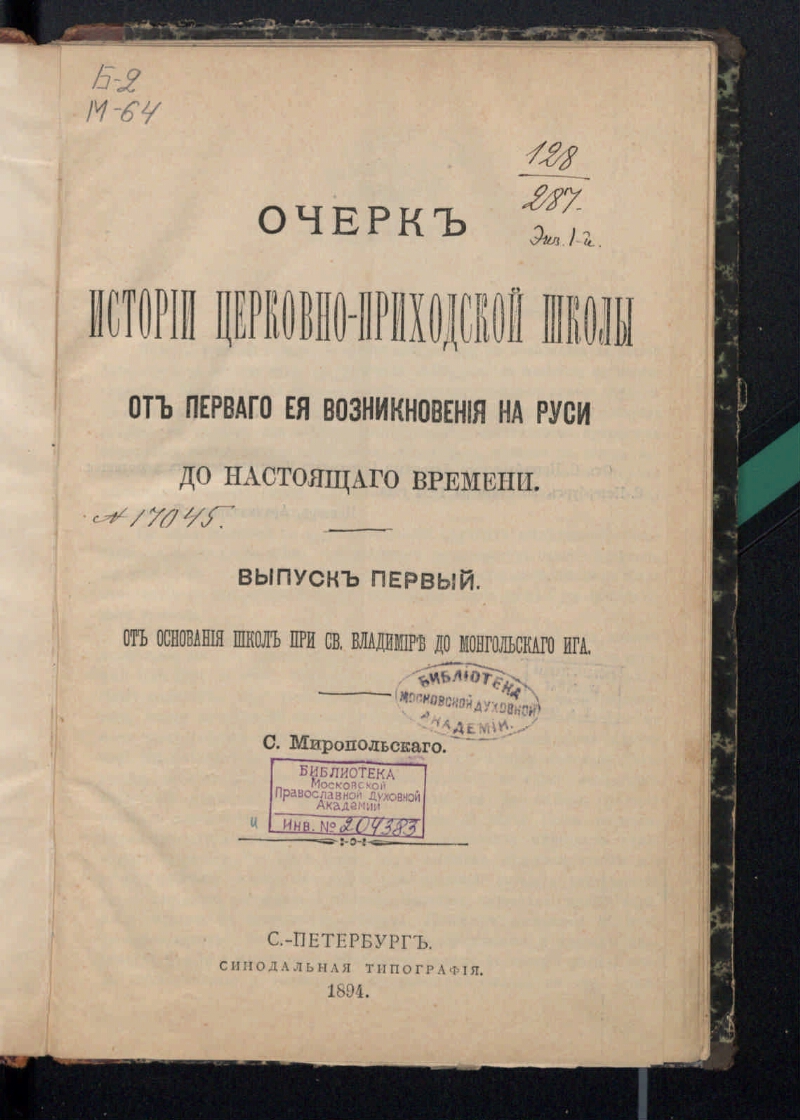 Б-2
М-64
128
287.
Экз. 1-й.
ОЧЕРКЪ
ИСТОРІИ ЦЕРКОВНО-ПРИХОДСКОЙ ШКОЛЫ
ОТЪ ПЕРВАГО ЕЯ ВОЗНИКНОВЕНІЯ НА РУСИ
ДО НАСТОЯЩАГО ВРЕМЕНИ.
№ 17045.
ВЫПУСКЪ ПЕРВЫЙ.
ОТЪ ОСНОВАНІЯ ШКОЛЪ ПРИ СВ. ВЛАДИМІРѢ ДО МОНГОЛЬСКАГО ИГА.
БИБЛІОТЕКА
МОСКОВСКОЙ ДУХОВНОЙ
АКАДЕМІИ.
С. Миропольскаго.
БИБЛИОТЕКА
Московской
Православной Духовной
Академии
и Инв. № 204383
С.-ПЕТЕРБУРГЪ.
СИНОДАЛЬНАЯ ТИПОГРАФІЯ.
1894.